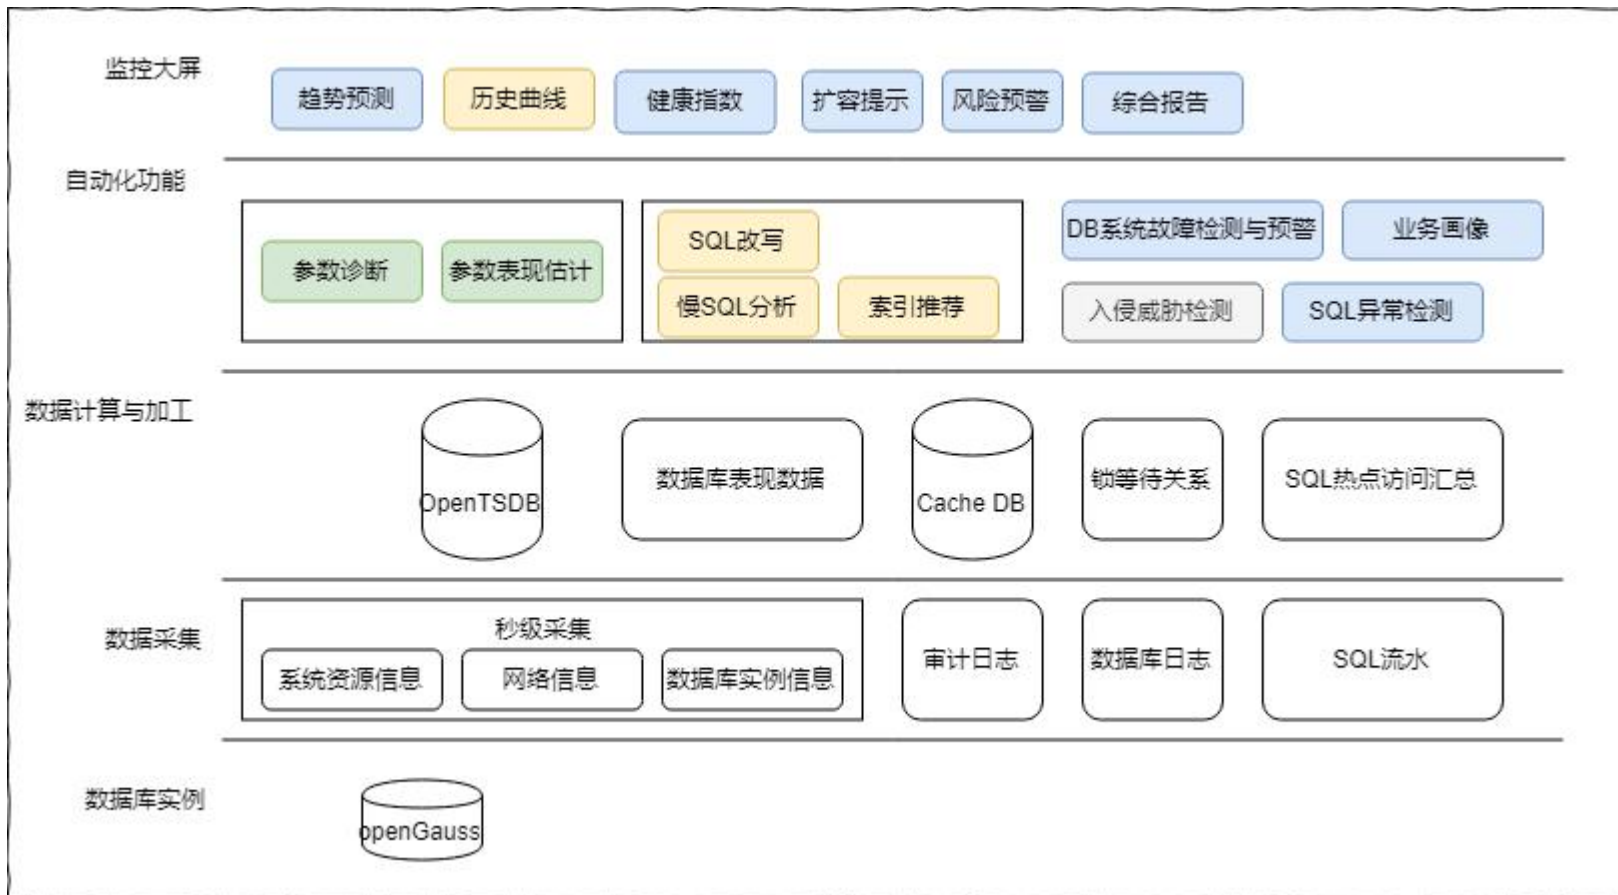 监控大屏
趋势预测
历史曲线
健康指数
扩容提示
风险预警
综合报告
自动化功能
参数诊断
参数表现估计
SQL改写
慢SQL分析
索引推荐
DB系统故障检测与预警
业务画像
入侵威胁检测
SQL异常检测
数据计算与加工
OpenTSDB
数据库表现数据
Cache DB
锁等待关系
SQL热点访问汇总
数据采集
秒级采集
系统资源信息
网络信息
数据库实例信息
审计日志
数据库日志
SQL流水
数据库实例
openGauss